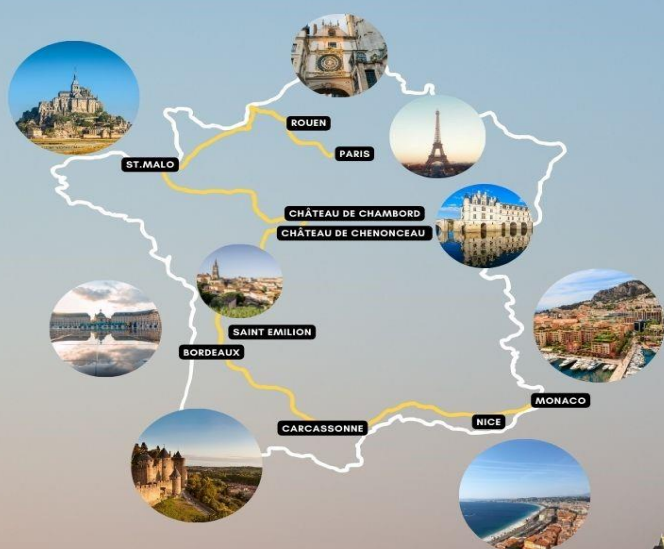 ROUEN
PARIS
ST.MALO
CHÂTEAU DE CHAMBORD
CHÂTEAU DE CHENONCEAU
SAINT EMILION
BORDEAUX
MONACO
NICE
CARCASSONNE